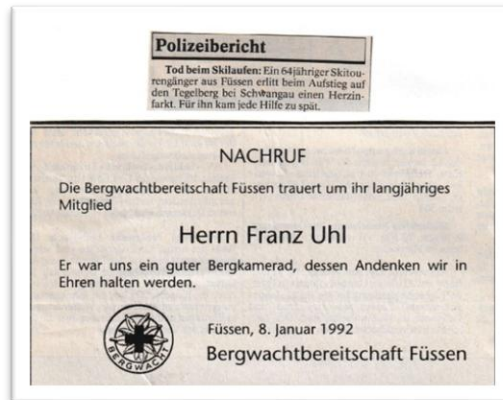 Polizeibericht
Tod beim Skilaufen: Ein 64jähriger Skitou-
rengänger aus Füssen erlitt beim Aufstieg auf
den Tegelberg bei Schwangau einen Herzin-
farkt. Für ihn kam jede Hilfe zu spät.
NACHRUF
Die Bergwachtbereitschaft Füssen trauert um ihr langjähriges
Mitglied
Herrn Franz Uhl
Er war uns ein guter Bergkamerad, dessen Andenken wir in
Ehren halten werden.
BERGWACHT
Füssen, 8. Januar 1992
Bergwachtbereitschaft Füssen